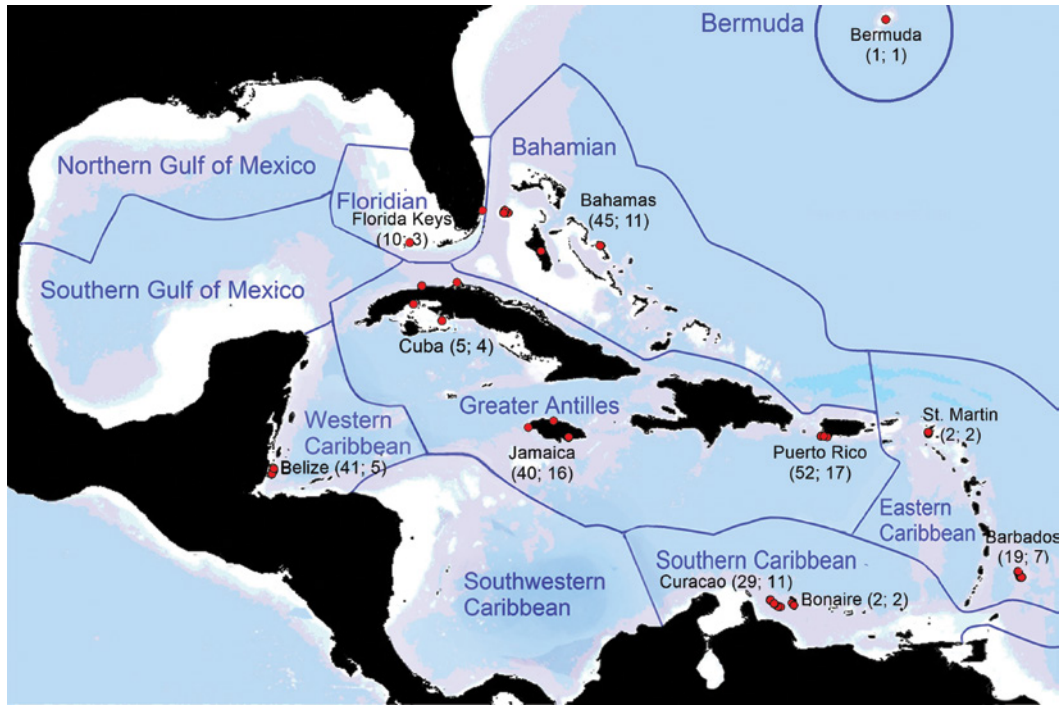 Bermuda
Bermuda
(1; 1)
Bahamian
Northern Gulf of Mexico
Floridian
Florida Keys
(10; 3)
Bahamas
(45; 11)
Southern Gulf of Mexico
Cuba (5; 4)
Greater Antilles
Western
Caribbean
Jamaica
(40; 16)
Belize (41; 5)
Puerto Rico
(52; 17)
St. Martin
(2; 2)
Eastern
Caribbean
Barbados
(19; 7)
Southern Caribbean
Curacao (29; 11)
Bonaire (2; 2)
Southwestern
Caribbean